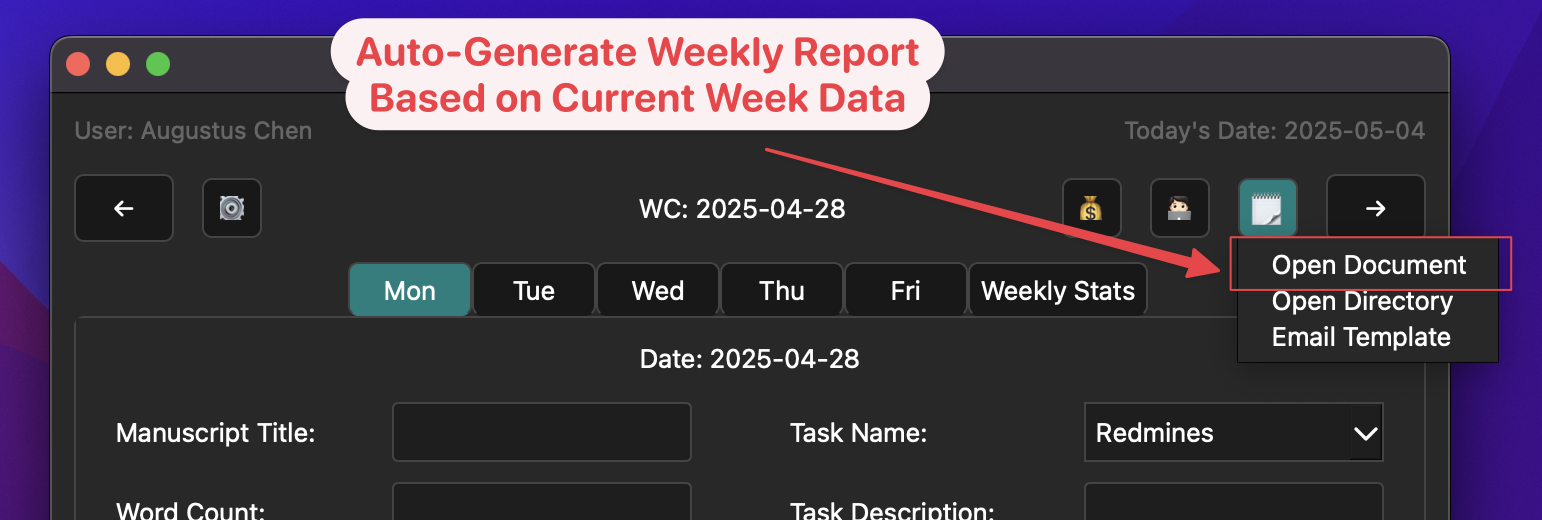 Auto-Generate Weekly Report
Based on Current Week Data
User: Augustus Chen
Today's Date: 2025-05-04
WC: 2025-04-28
Open Document
Open Directory
Email Template
Mon Tue Wed Thu Fri Weekly Stats
Date: 2025-04-28
Manuscript Title:
Task Name: Redmines
Word Count:
Task Description: